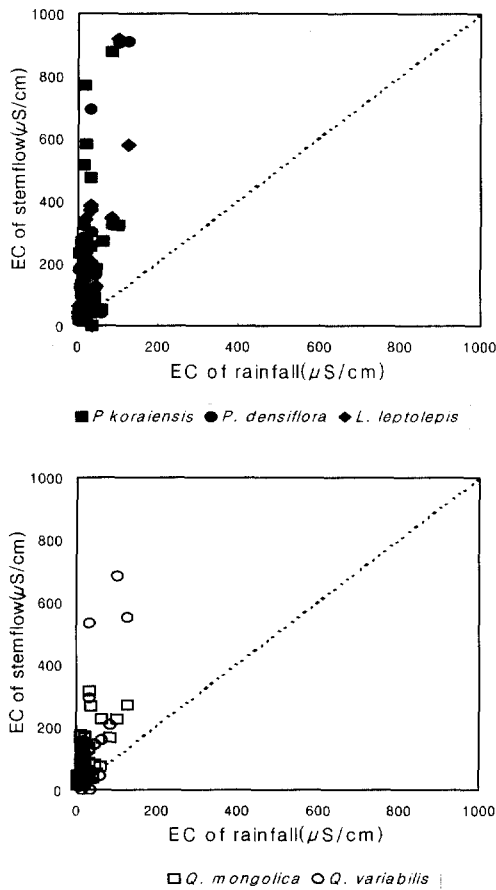 1000
800
600
400
200
0
EC of stemflow(μS/cm)
0 200 400 600 800 1000
EC of rainfall(μS/cm)
P koraiensis P. densiflora L. leptolepis
1000
800
600
400
200
0
EC of stemflow(μS/cm)
0 200 400 600 800 1000
EC of rainfall(μS/cm)
Q. mongolica Q. variabilis